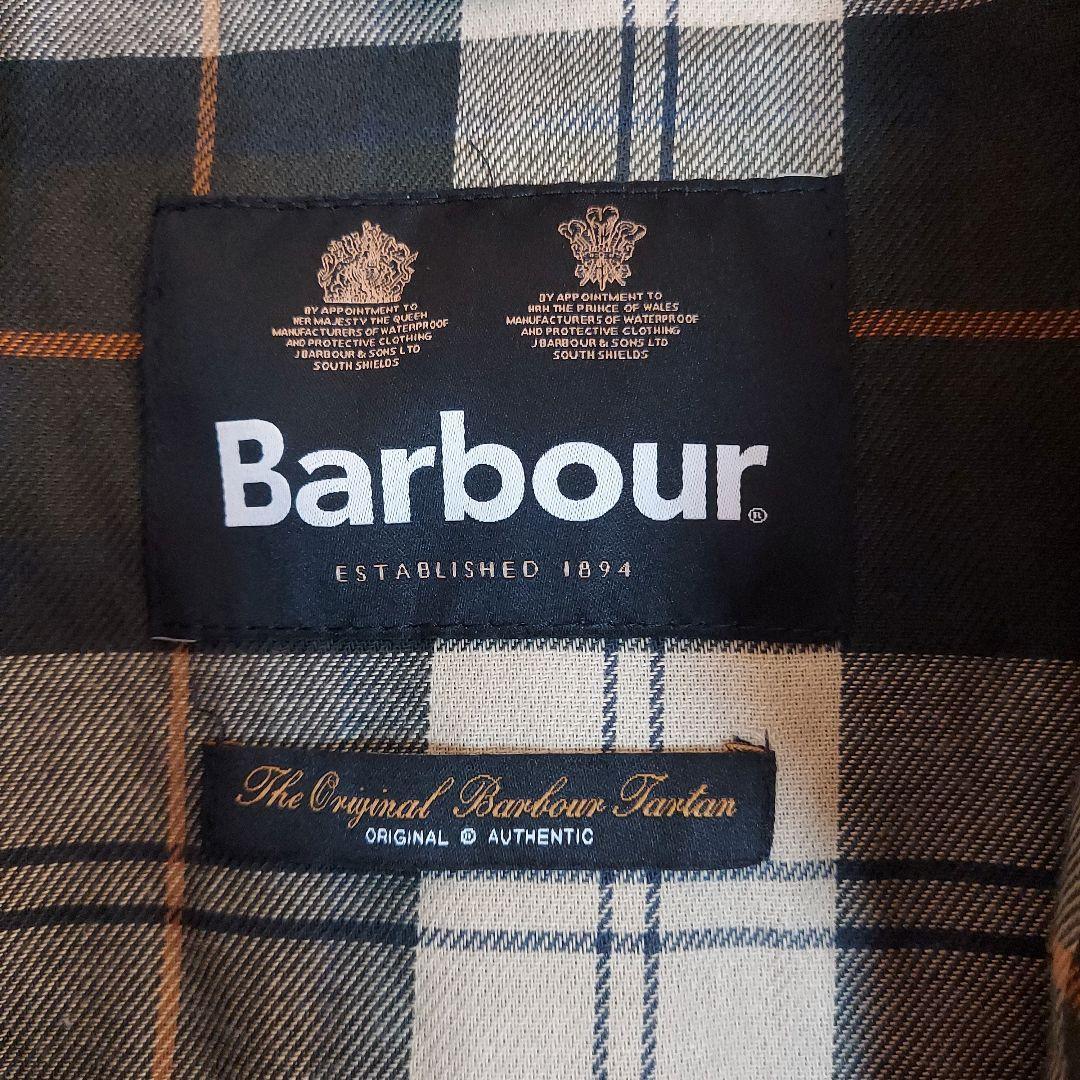 BY APPOINTMENT TO
HER MAJESTY THE QUEEN
MANUFACTURERS OF WATERPROOF
AND PROTECTIVE CLOTHING
J BARBOUR & SONS LTD
SOUTH SHIELDS
BY APPOINTMENT TO
HRH THE PRINCE OF WALES
MANUFACTURERS OF WATERPROOF
AND PROTECTIVE CLOTHING
J BARBOUR & SONS LTD
SOUTH SHIELDS
Barbour®
ESTABLISHED 1894
The Original Barbour Tartan
ORIGINAL ® AUTHENTIC